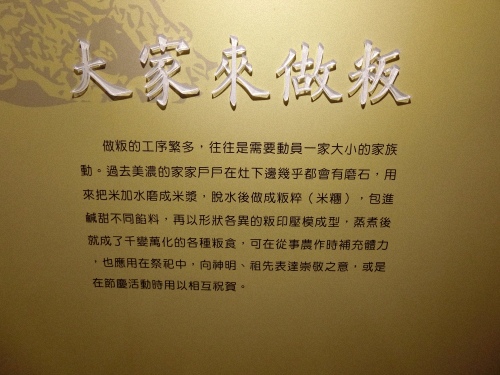 大家來做粄
做粄的工序繁多，往往是需要動員一家大小的家族
動。過去美濃的家家戶戶在灶下邊幾乎都會有磨石，用
來把米加水磨成米漿，脫水後做成粄粹（米糰），包進
鹹甜不同餡料，再以形狀各異的粄印壓模成型，蒸煮後
就成了千變萬化的各種粄食，可在從事農作時補充體力
，也應用在祭祀中，向神明、祖先表達崇敬之意，或是
在節慶活動時用以相互祝賀。